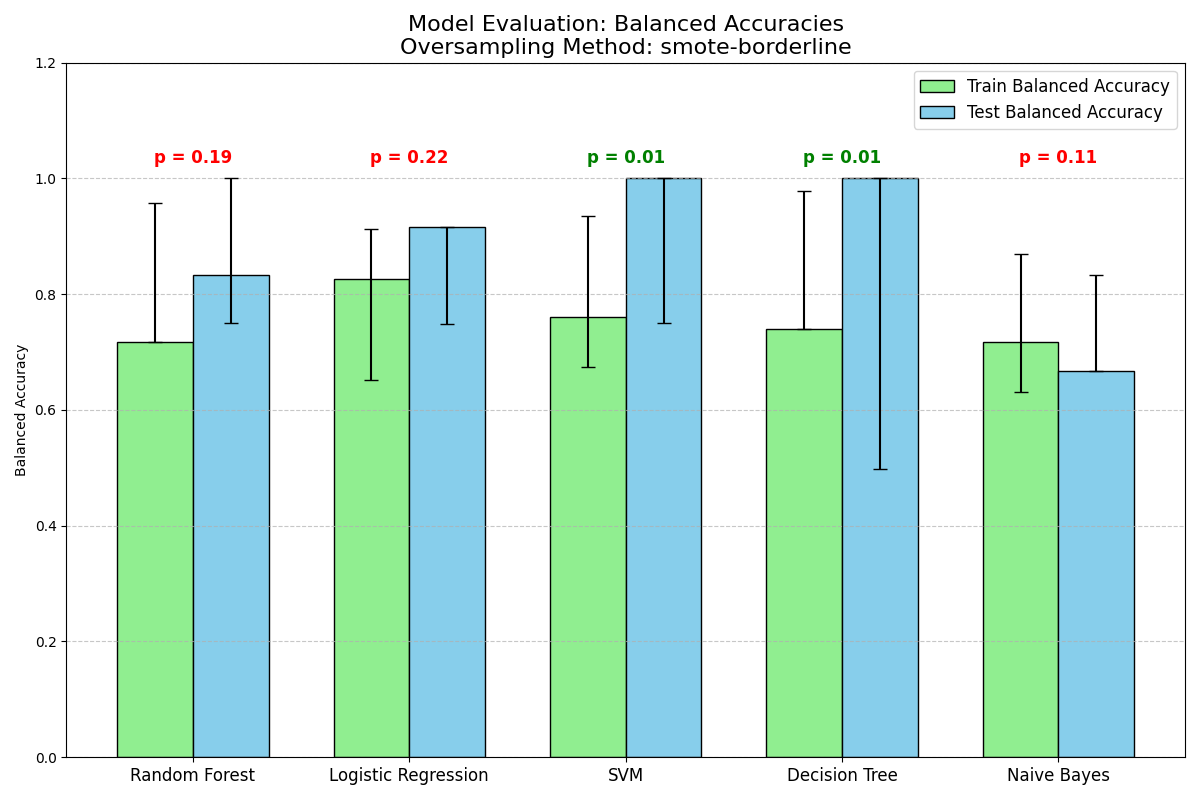 Model Evaluation: Balanced Accuracies
Oversampling Method: smote-borderline
Train Balanced Accuracy
Test Balanced Accuracy
p = 0.19
p = 0.22
p = 0.01
p = 0.01
p = 0.11
Balanced Accuracy
1.2
1.0
0.8
0.6
0.4
0.2
0.0
Random Forest
Logistic Regression
SVM
Decision Tree
Naive Bayes